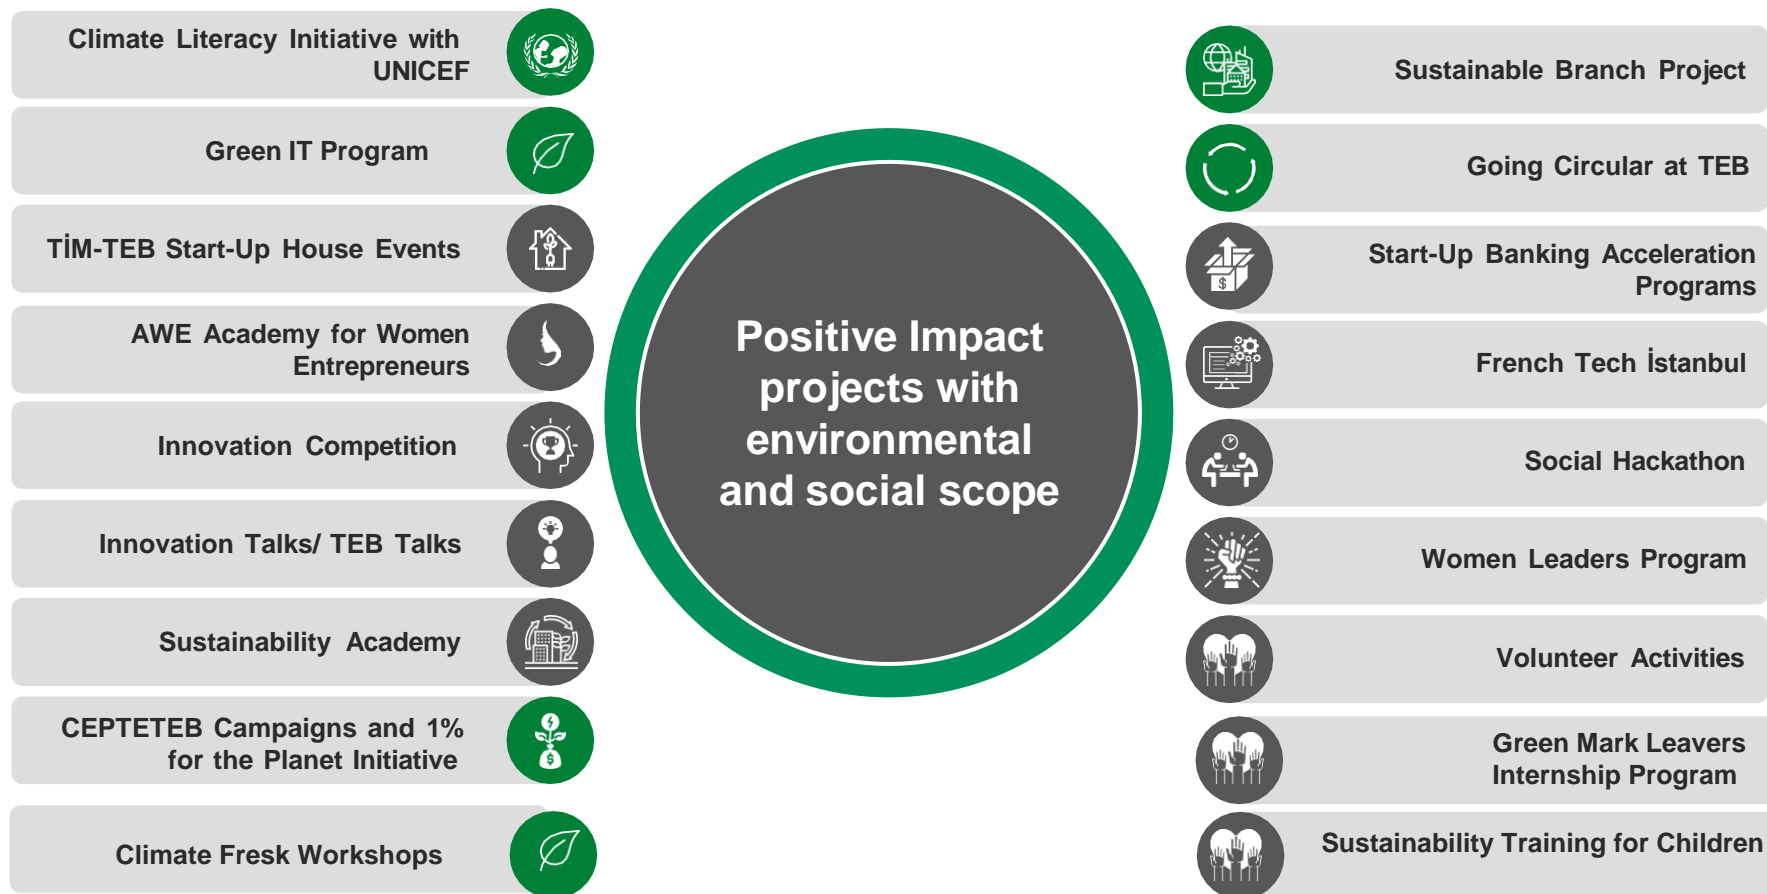 Climate Literacy Initiative with
UNICEF
Green IT Program
TİM-TEB Start-Up House Events
AWE Academy for Women
Entrepreneurs
Innovation Competition
Innovation Talks/ TEB Talks
Sustainability Academy
CEPTETEB Campaigns and 1%
for the Planet Initiative
Climate Fresk Workshops
Positive Impact
projects with
environmental
and social scope
Sustainable Branch Project
Going Circular at TEB
Start-Up Banking Acceleration
Programs
French Tech İstanbul
Social Hackathon
Women Leaders Program
Volunteer Activities
Green Mark Leavers
Internship Program
Sustainability Training for Children